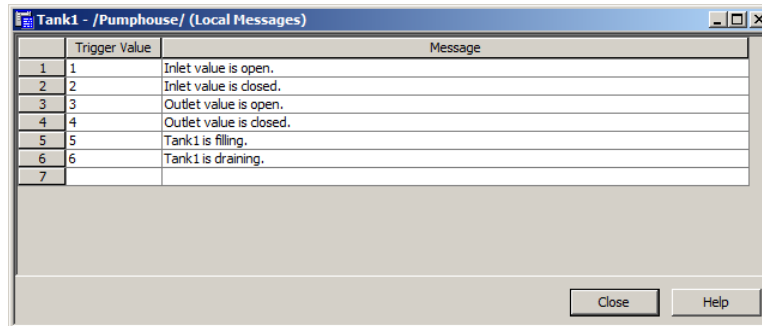 Tank1 - /Pumphouse/ (Local Messages)
Trigger Value Message
1 1 Inlet value is open.
2 2 Inlet value is closed.
3 3 Outlet value is open.
4 4 Outlet value is closed.
5 5 Tank1 is filling.
6 6 Tank1 is draining.
7
Close Help